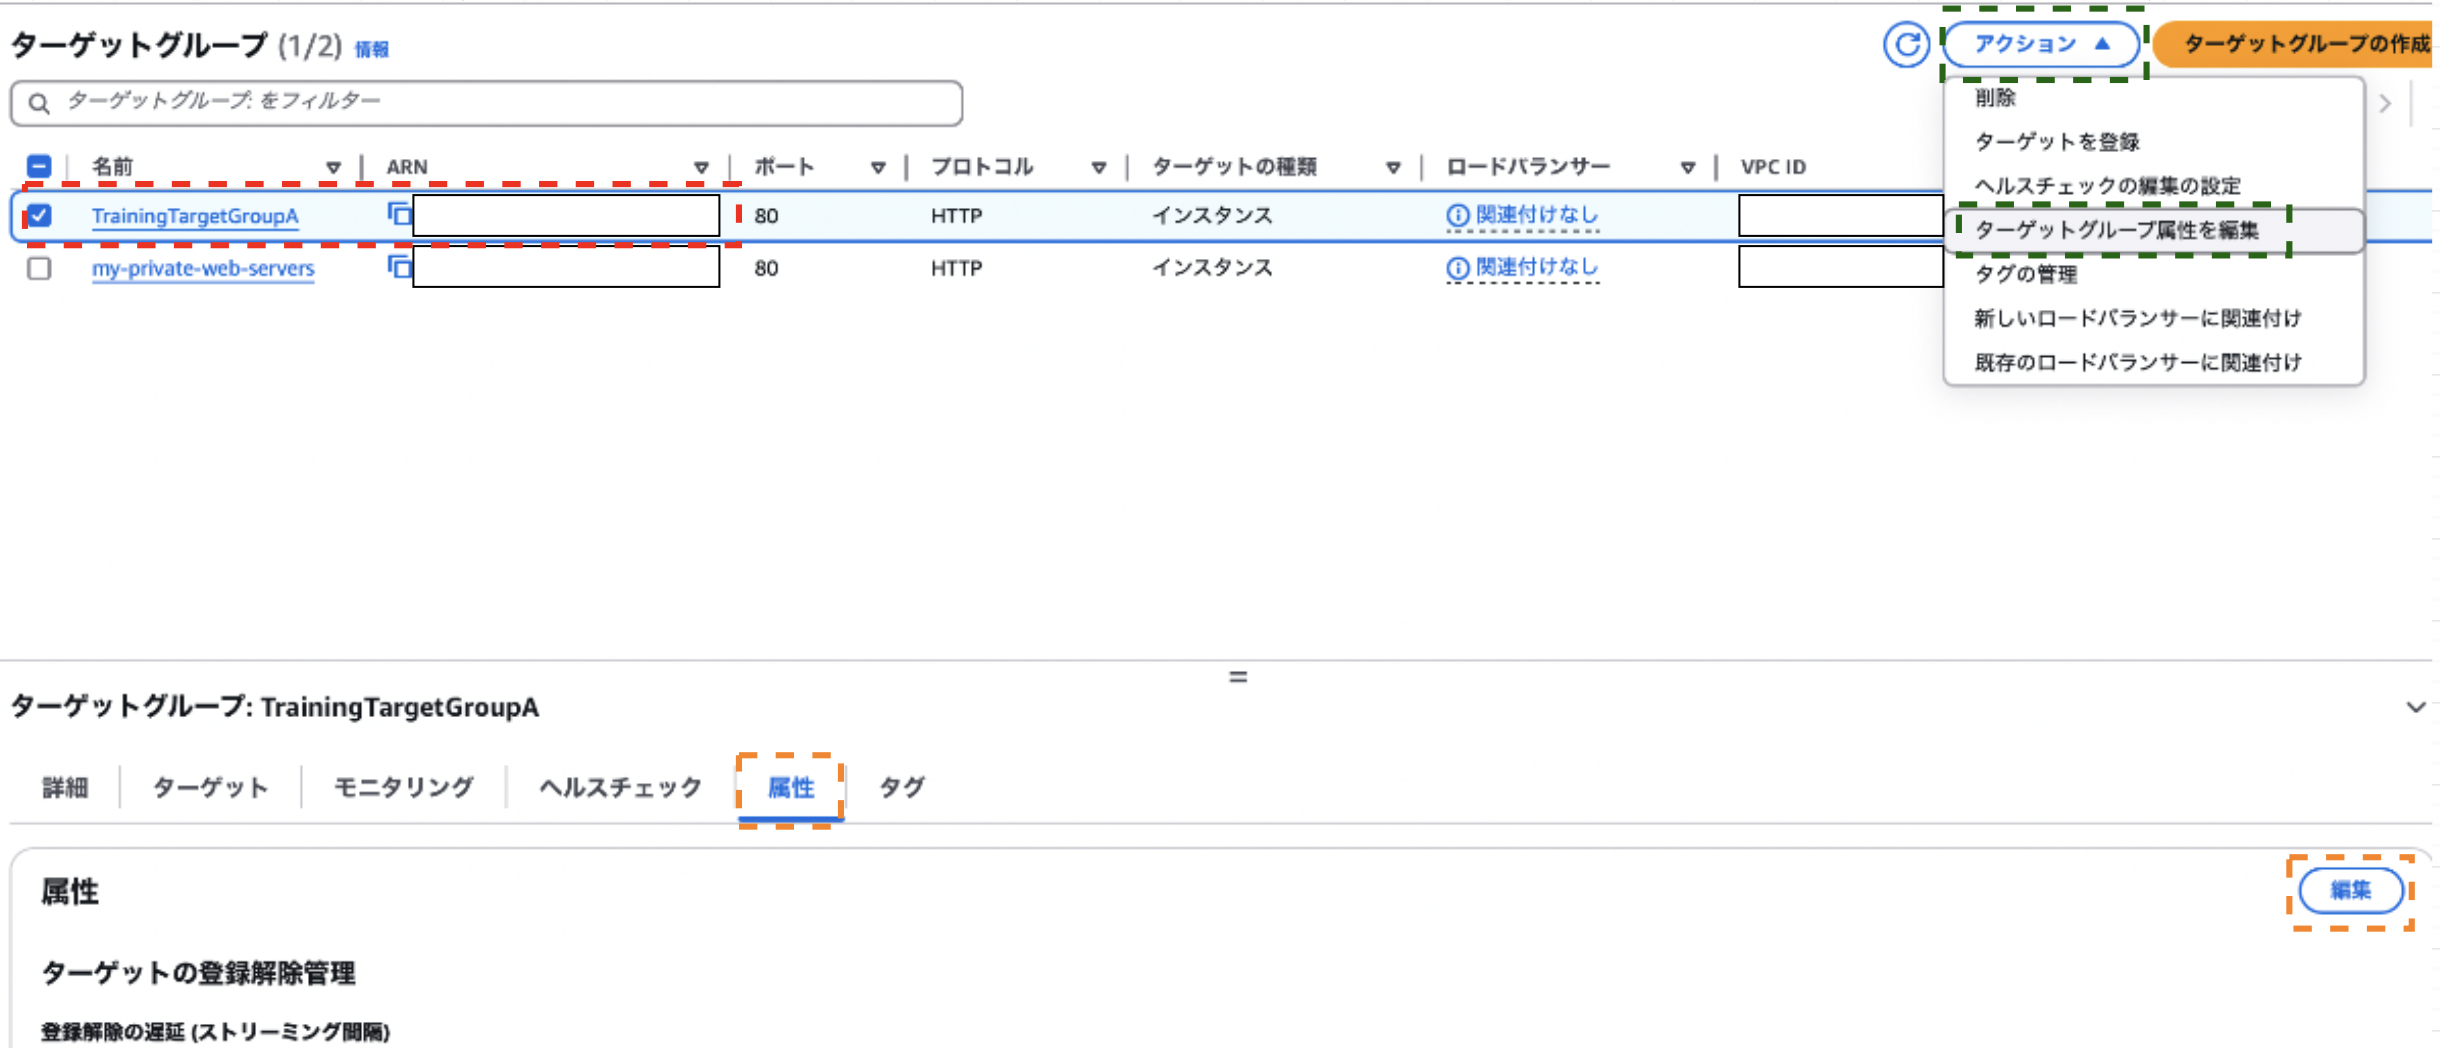 ターゲットグループ (1/2) 情報
アクション ▲ ターゲットグループの作成
ターゲットグループ: をフィルター
名前 ARN ポート プロトコル ターゲットの種類 ロードバランサー VPC ID
TrainingTargetGroupA 80 HTTP インスタンス 関連付けなし
my-private-web-servers 80 HTTP インスタンス 関連付けなし
削除
ターゲットを登録
ヘルスチェックの編集の設定
ターゲットグループ属性を編集
タグの管理
新しいロードバランサーに関連付け
既存のロードバランサーに関連付け
ターゲットグループ: TrainingTargetGroupA
詳細 ターゲット モニタリング ヘルスチェック 属性 タグ
属性 編集
ターゲットの登録解除管理
登録解除の遅延 (ストリーミング間隔)